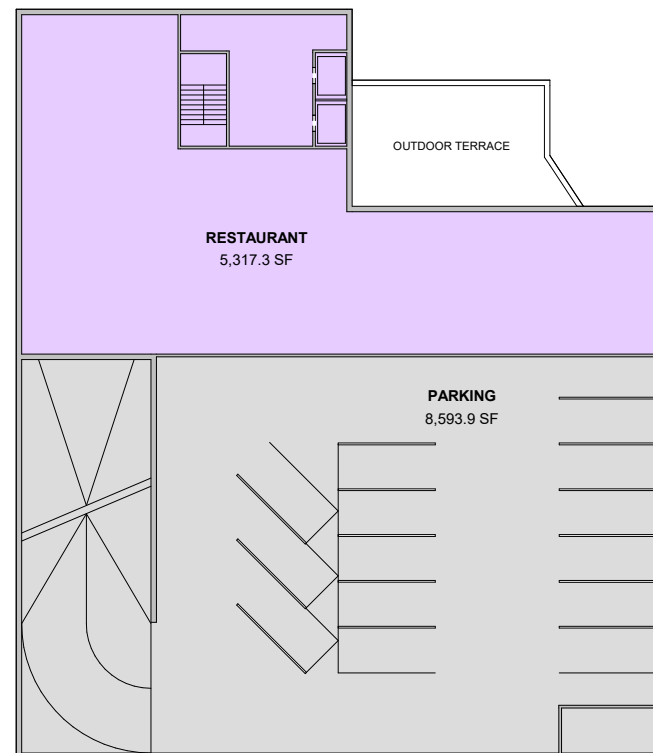 OUTDOOR TERRACE
RESTAURANT
5,317.3 SF
PARKING
8,593.9 SF